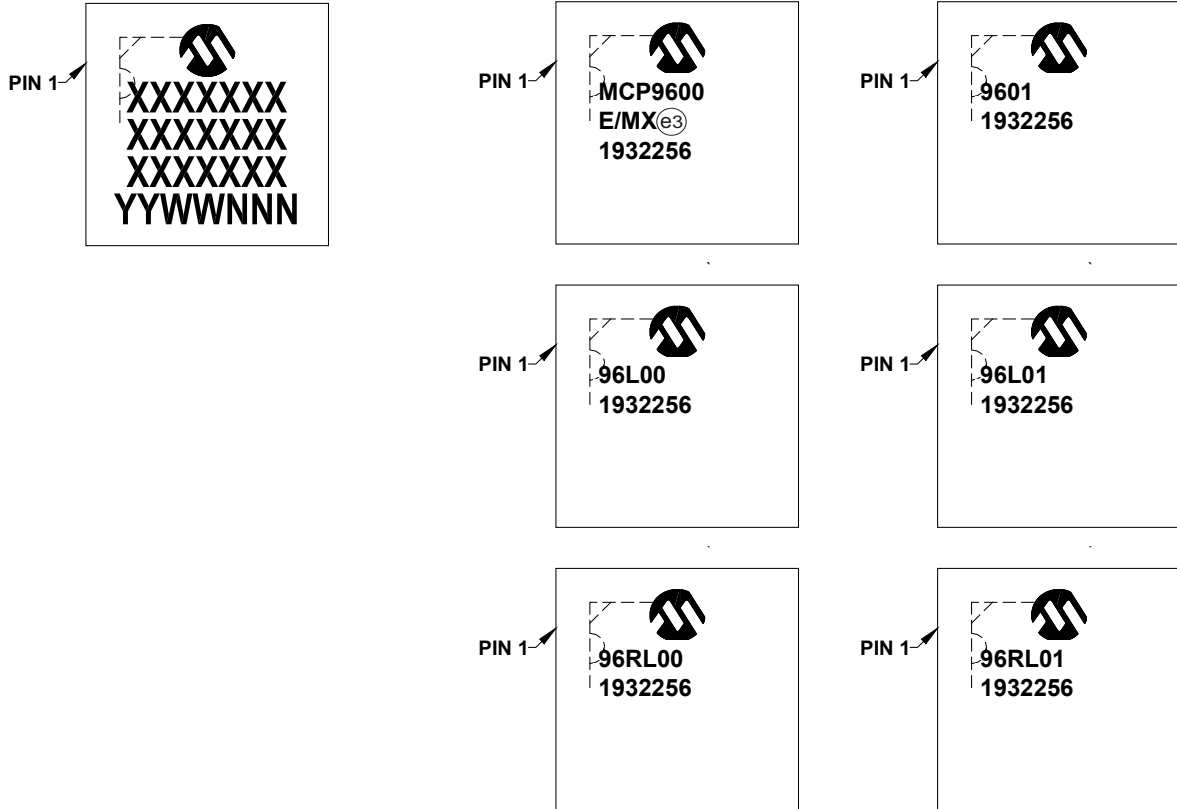 PIN 1
XXXXXXX
XXXXXXX
XXXXXXX
YYWWNNN
PIN 1
MCP9600
E/MX e3
1932256
PIN 1
9601
1932256
PIN 1
96L00
1932256
PIN 1
96L01
1932256
PIN 1
96RL00
1932256
PIN 1
96RL01
1932256